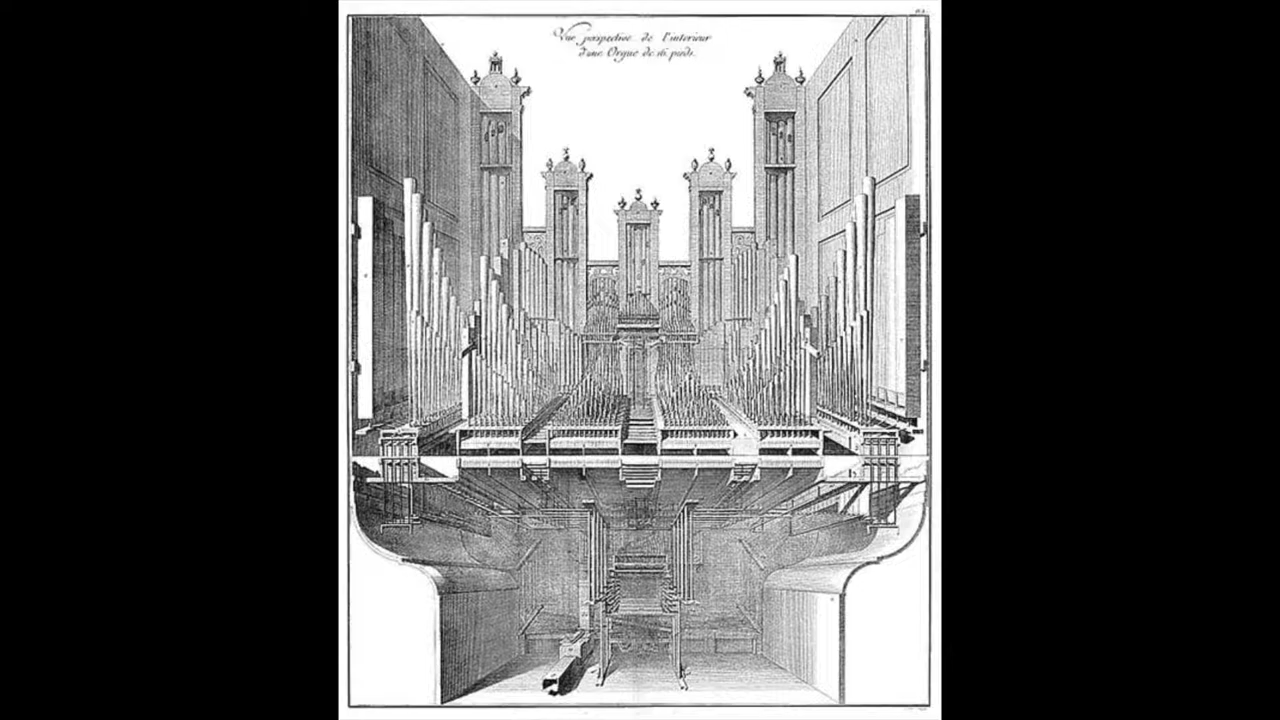 Vue perspective de l'interieur
d'une Orgue de 16 pieds.